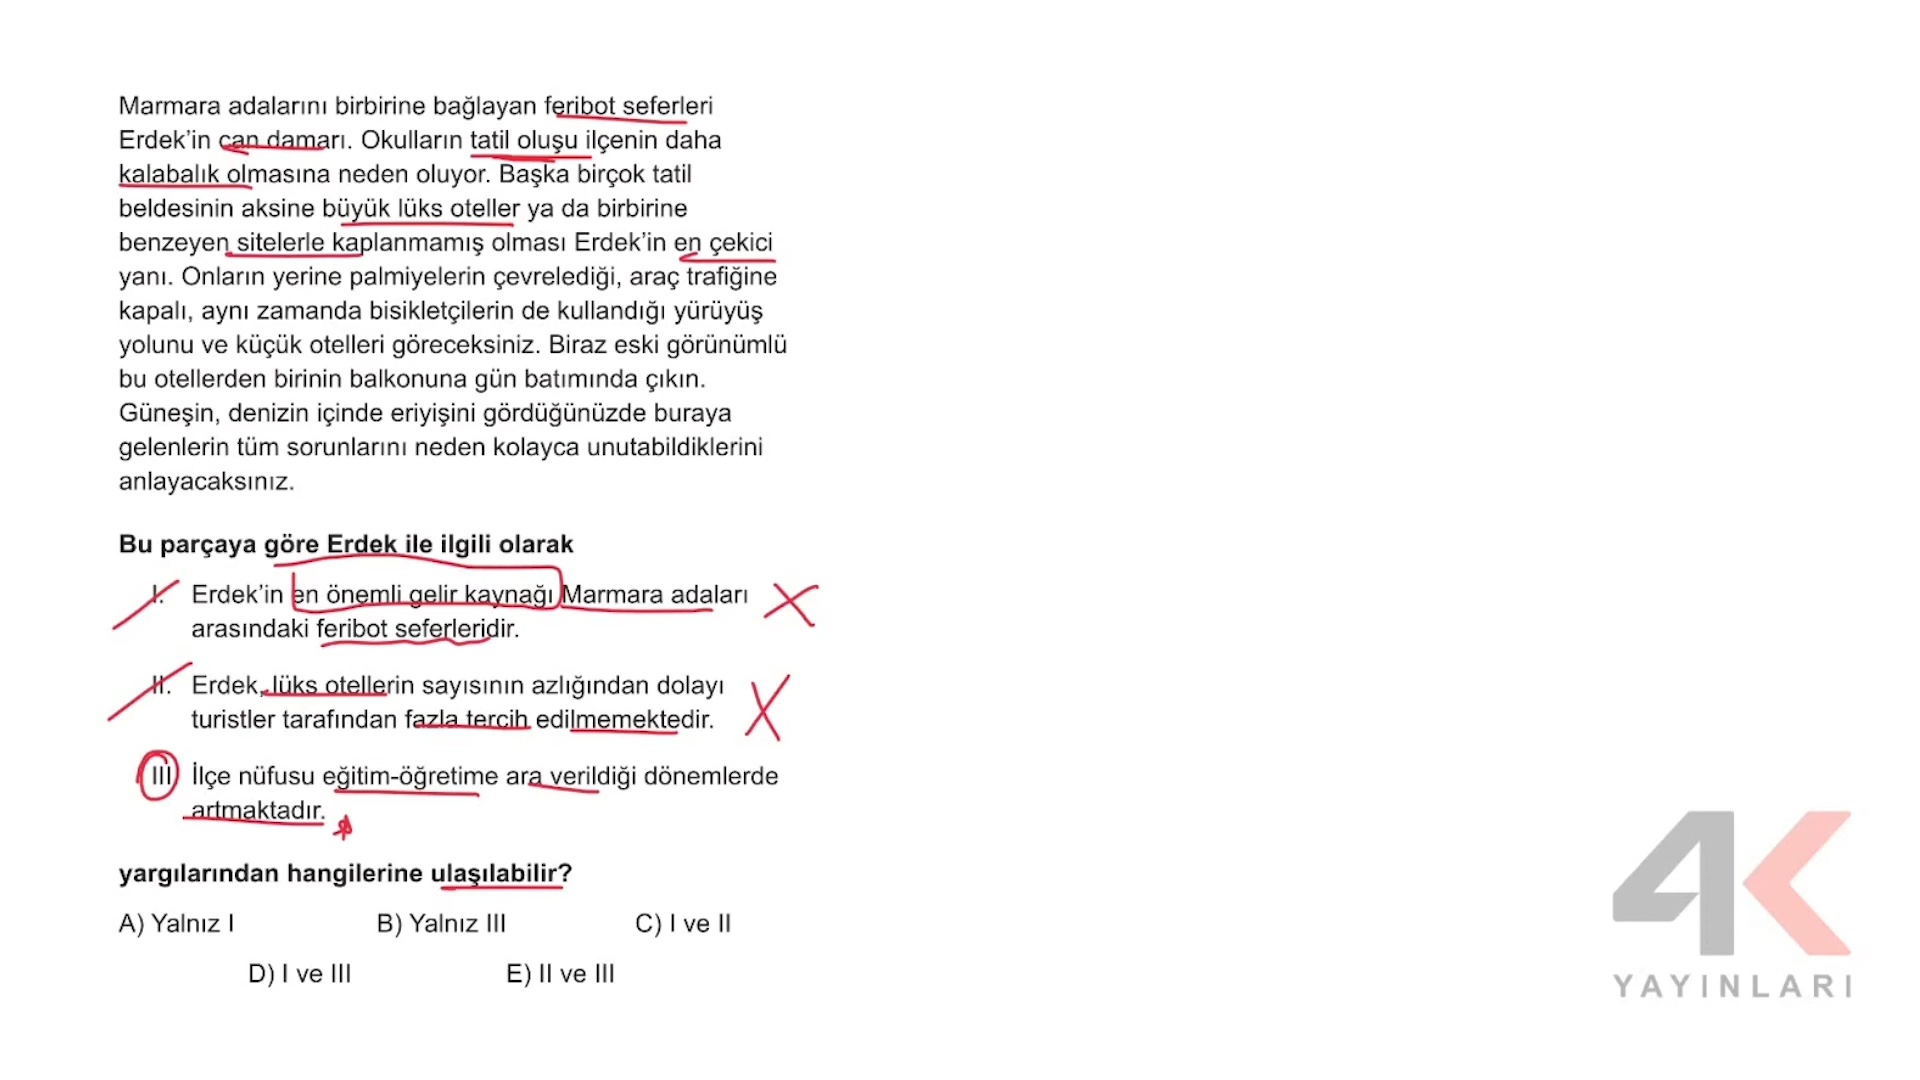 Marmara adalarını birbirine bağlayan feribot seferleri
Erdek’in can damarı. Okulların tatil oluşu ilçenin daha
kalabalık olmasına neden oluyor. Başka birçok tatil
beldesinin aksine büyük lüks oteller ya da birbirine
benzeyen sitelerle kaplanmamış olması Erdek’in en çekici
yanı. Onların yerine palmiyelerin çevrelediği, araç trafiğine
kapalı, aynı zamanda bisikletçilerin de kullandığı yürüyüş
yolunu ve küçük otelleri göreceksiniz. Biraz eski görünümlü
bu otellerden birinin balkonuna gün batımında çıkın.
Güneşin, denizin içinde eriyişini gördüğünüzde buraya
gelenlerin tüm sorunlarını neden kolayca unutabildiklerini
anlayacaksınız.
Bu parçaya göre Erdek ile ilgili olarak
I. Erdek’in en önemli gelir kaynağı Marmara adaları
arasındaki feribot seferleridir.
II. Erdek, lüks otellerin sayısının azlığından dolayı
turistler tarafından fazla tercih edilmemektedir.
III. İlçe nüfusu eğitim-öğretime ara verildiği dönemlerde
artmaktadır.
yargılarından hangilerine ulaşılabilir?
A) Yalnız I B) Yalnız III C) I ve II
D) I ve III E) II ve III
4K
YAYINLARI